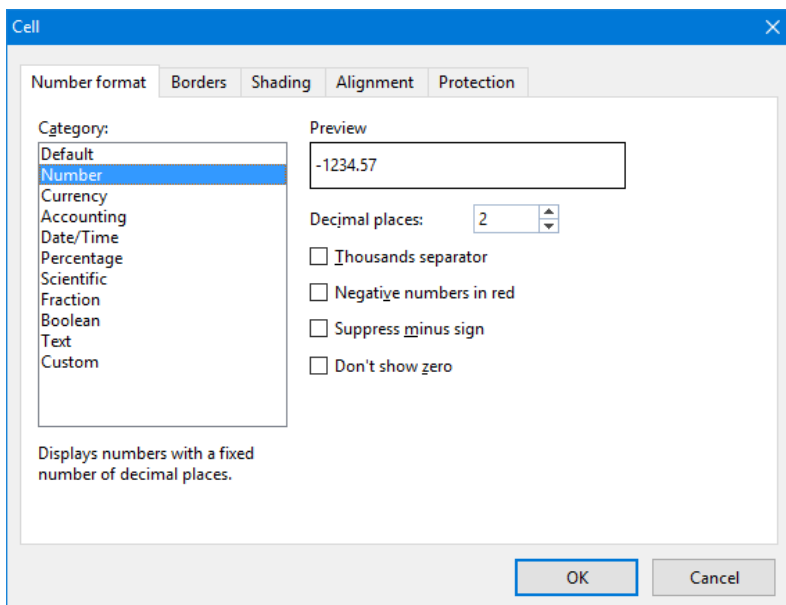 Cell
Number format Borders Shading Alignment Protection
Category:
Default
Number
Currency
Accounting
Date/Time
Percentage
Scientific
Fraction
Boolean
Text
Custom
Displays numbers with a fixed
number of decimal places.
Preview
-1234.57
Decimal places: 2
Thousands separator
Negative numbers in red
Suppress minus sign
Don't show zero
OK Cancel